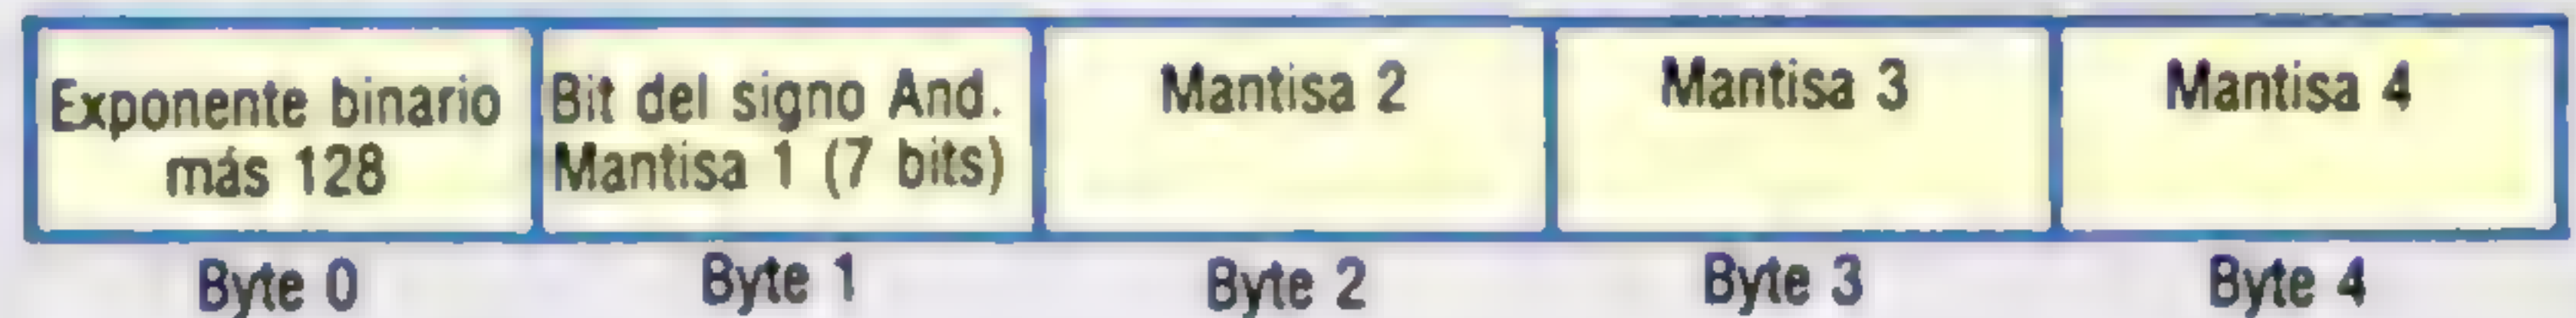 Exponente binario
más 128
Bit del signo And.
Mantisa 1 (7 bits)
Mantisa 2
Mantisa 3
Mantisa 4
Byte 0
Byte 1
Byte 2
Byte 3
Byte 4